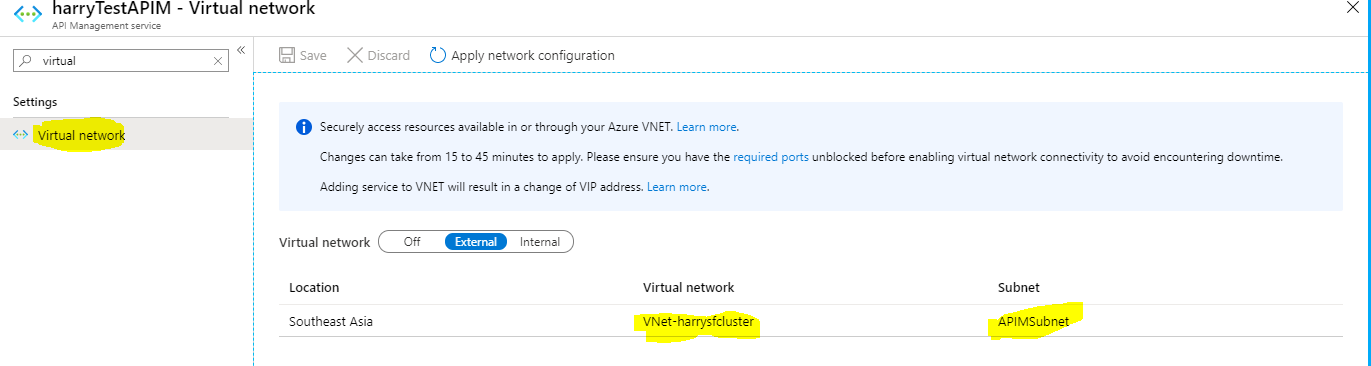 harryTestAPIM - Virtual network
API Management service
virtual
Settings
Virtual network
Save Discard Apply network configuration
Securely access resources available in or through your Azure VNET. Learn more.
Changes can take from 15 to 45 minutes to apply. Please ensure you have the required ports unblocked before enabling virtual network connectivity to avoid encountering downtime.
Adding service to VNET will result in a change of VIP address. Learn more.
Virtual network Off External Internal
Location Virtual network Subnet
Southeast Asia VNet-harrysfcluster APIMSubnet